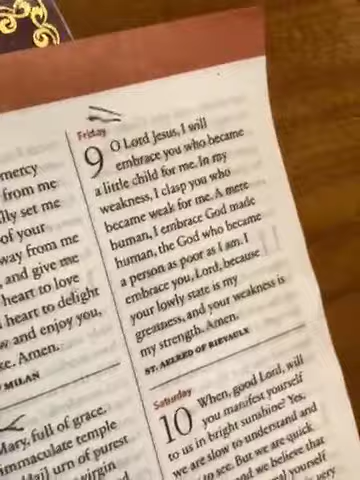 mercy
from me
lly set me
of your
way from me
, and give me
heart to love
heart to delight
w and enjoy you,
ke. Amen.
MILAN
Mary, full of grace.
immaculate temple
urn of purest
virgin
Friday
9 O Lord Jesus, I will
embrace you who became
a little child for me. In my
weakness, I clasp you who
became weak for me. A mere
human, I embrace God made
human, the God who became
a person as poor as I am. I
embrace you, Lord, because
your lowly state is my
greatness, and your weakness is
my strength. Amen.
ST. AELRED OF RIEVAULX
Saturday
10 When, good Lord, will
you manifest yourself
to us in bright sunshine? Yes,
we are slow to understand and
to see. But we are quick
and we believe that
yourself
very